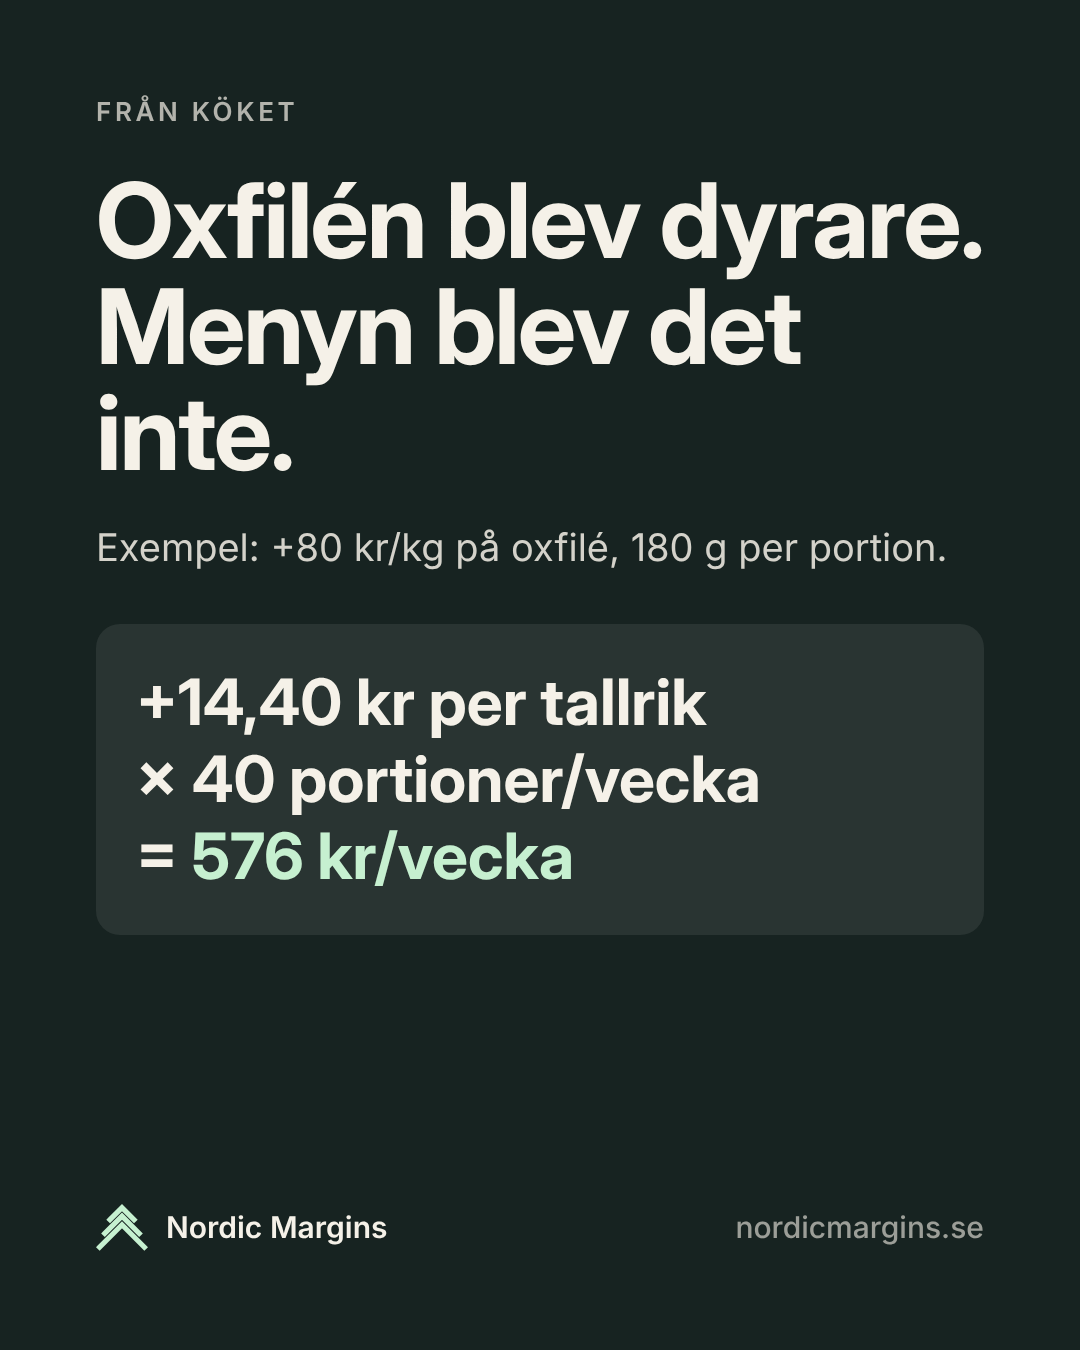 FRÅN KÖKET
Oxfilén blev dyrare.
Menyn blev det
inte.
Exempel: +80 kr/kg på oxfilé, 180 g per portion.
+14,40 kr per tallrik
× 40 portioner/vecka
= 576 kr/vecka
Nordic Margins
nordicmargins.se